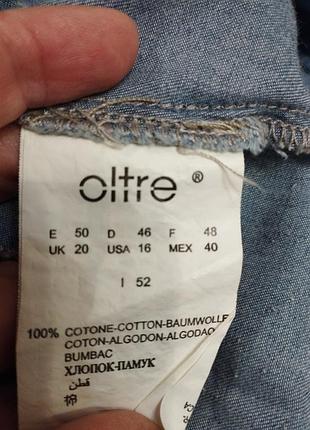 oltre ®
E 50 D 46 F 48
UK 20 USA 16 MEX 40
I 52
100% COTONE-COTTON-BAUMWOLLE
COTON-ALGODON-ALGODAO
BUMBAC
ХЛОПОК-ПАМУК
قطن
棉